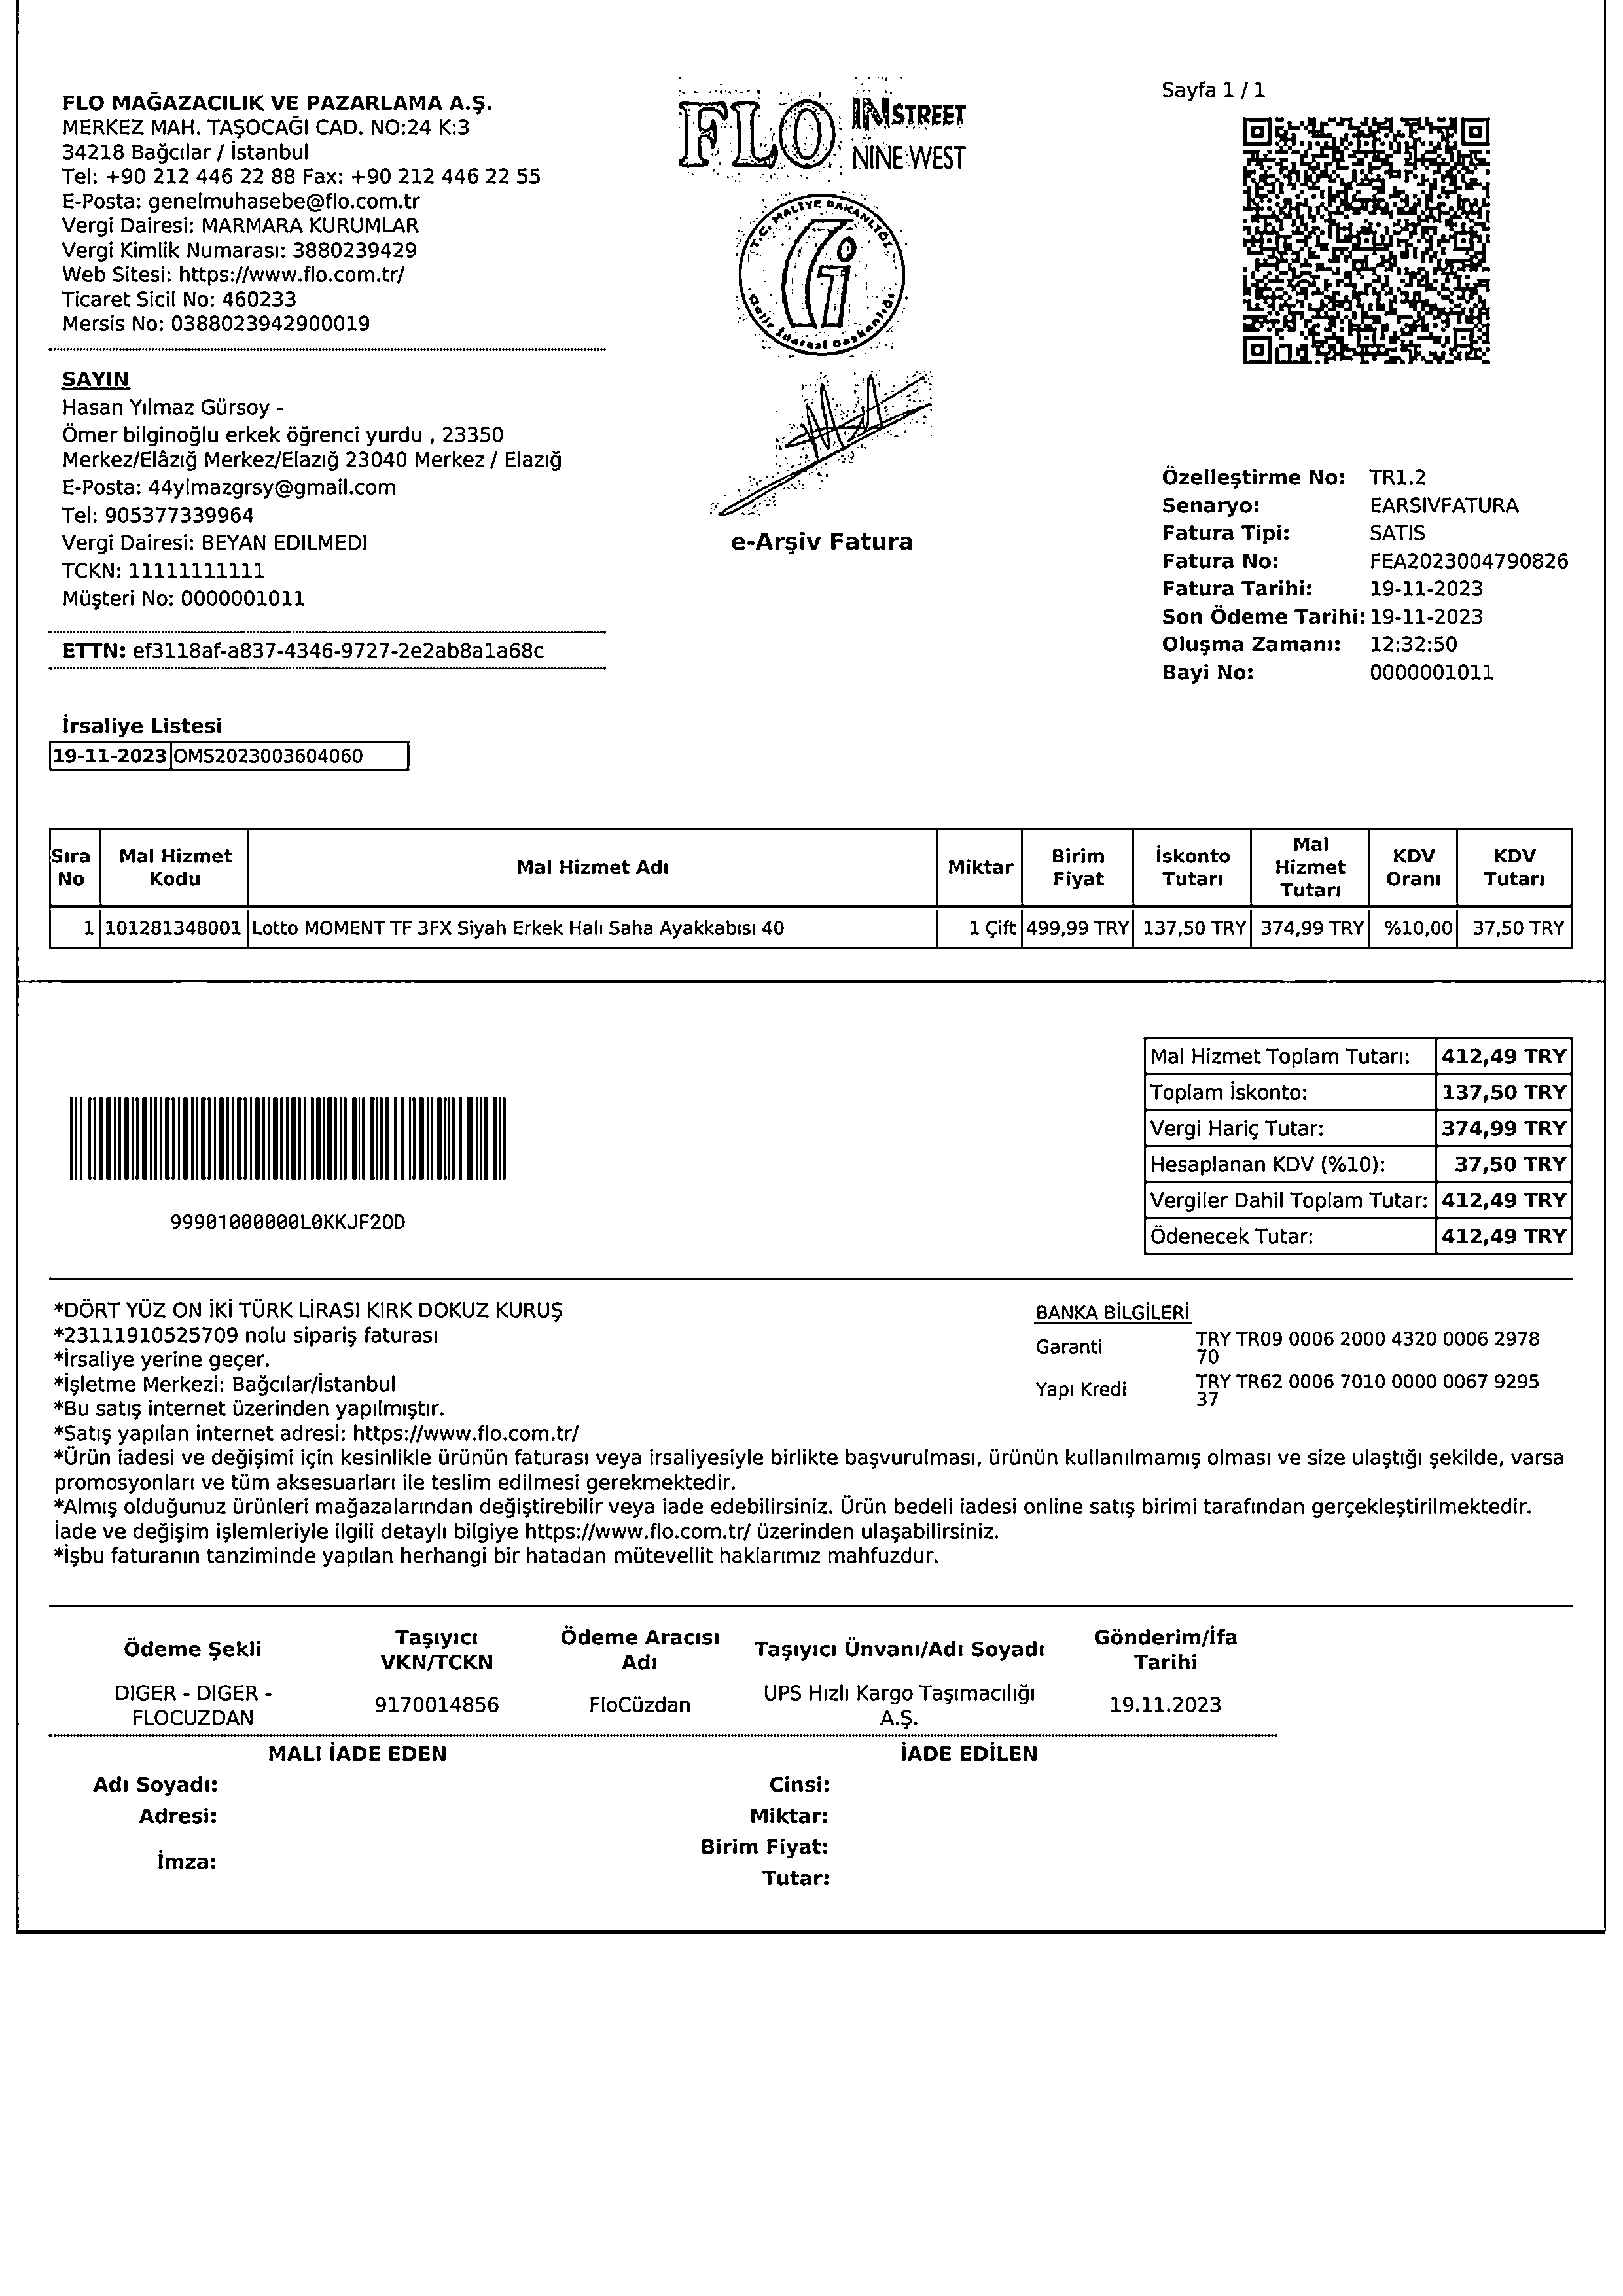 Sayfa 1 / 1
FLO MAĞAZACILIK VE PAZARLAMA A.Ş.
MERKEZ MAH. TAŞOCAĞI CAD. NO:24 K:3
34218 Bağcılar / İstanbul
Tel: +90 212 446 22 88 Fax: +90 212 446 22 55
E-Posta: genelmuhasebe@flo.com.tr
Vergi Dairesi: MARMARA KURUMLAR
Vergi Kimlik Numarası: 3880239429
Web Sitesi: https://www.flo.com.tr/
Ticaret Sicil No: 460233
Mersis No: 0388023942900019
FLO INSTREET
NINE WEST
T.C. MALİYE BAKANLIĞI
Gelir İdaresi Başkanlığı
e-Arşiv Fatura
SAYIN
Hasan Yılmaz Gürsoy -
Ömer bilginoğlu erkek öğrenci yurdu , 23350
Merkez/Elâzığ Merkez/Elazığ 23040 Merkez / Elazığ
E-Posta: 44ylmazgrsy@gmail.com
Tel: 905377339964
Vergi Dairesi: BEYAN EDILMEDI
TCKN: 11111111111
Müşteri No: 0000001011
ETTN: ef3118af-a837-4346-9727-2e2ab8a1a68c
Özelleştirme No: TR1.2
Senaryo: EARSIVFATURA
Fatura Tipi: SATIS
Fatura No: FEA2023004790826
Fatura Tarihi: 19-11-2023
Son Ödeme Tarihi: 19-11-2023
Oluşma Zamanı: 12:32:50
Bayi No: 0000001011
İrsaliye Listesi
19-11-2023 OMS2023003604060
Sıra No Mal Hizmet Kodu Mal Hizmet Adı Miktar Birim Fiyat İskonto Tutarı Mal Hizmet Tutarı KDV Oranı KDV Tutarı
1 101281348001 Lotto MOMENT TF 3FX Siyah Erkek Halı Saha Ayakkabısı 40 1 Çift 499,99 TRY 137,50 TRY 374,99 TRY %10,00 37,50 TRY
Mal Hizmet Toplam Tutarı: 412,49 TRY
Toplam İskonto: 137,50 TRY
Vergi Hariç Tutar: 374,99 TRY
Hesaplanan KDV (%10): 37,50 TRY
Vergiler Dahil Toplam Tutar: 412,49 TRY
Ödenecek Tutar: 412,49 TRY
99901000000L0KKJF2OD
*DÖRT YÜZ ON İKİ TÜRK LİRASI KIRK DOKUZ KURUŞ
*23111910525709 nolu sipariş faturası
*İrsaliye yerine geçer.
*İşletme Merkezi: Bağcılar/İstanbul
*Bu satış internet üzerinden yapılmıştır.
*Satış yapılan internet adresi: https://www.flo.com.tr/
BANKA BİLGİLERİ
Garanti TRY TR09 0006 2000 4320 0006 2978
70
Yapı Kredi TRY TR62 0006 7010 0000 0067 9295
37
*Ürün iadesi ve değişimi için kesinlikle ürünün faturası veya irsaliyesiyle birlikte başvurulması, ürünün kullanılmamış olması ve size ulaştığı şekilde, varsa
promosyonları ve tüm aksesuarları ile teslim edilmesi gerekmektedir.
*Almış olduğunuz ürünleri mağazalarından değiştirebilir veya iade edebilirsiniz. Ürün bedeli iadesi online satış birimi tarafından gerçekleştirilmektedir.
İade ve değişim işlemleriyle ilgili detaylı bilgiye https://www.flo.com.tr/ üzerinden ulaşabilirsiniz.
*İşbu faturanın tanziminde yapılan herhangi bir hatadan mütevellit haklarımız mahfuzdur.
Ödeme Şekli Taşıyıcı VKN/TCKN Ödeme Aracısı Adı Taşıyıcı Ünvanı/Adı Soyadı Gönderim/İfa Tarihi
DIGER - DIGER - FLOCUZDAN 9170014856 FloCüzdan UPS Hızlı Kargo Taşımacılığı A.Ş. 19.11.2023
MALI İADE EDEN İADE EDİLEN
Adı Soyadı: Cinsi:
Adresi: Miktar:
Birim Fiyat:
İmza:
Tutar: